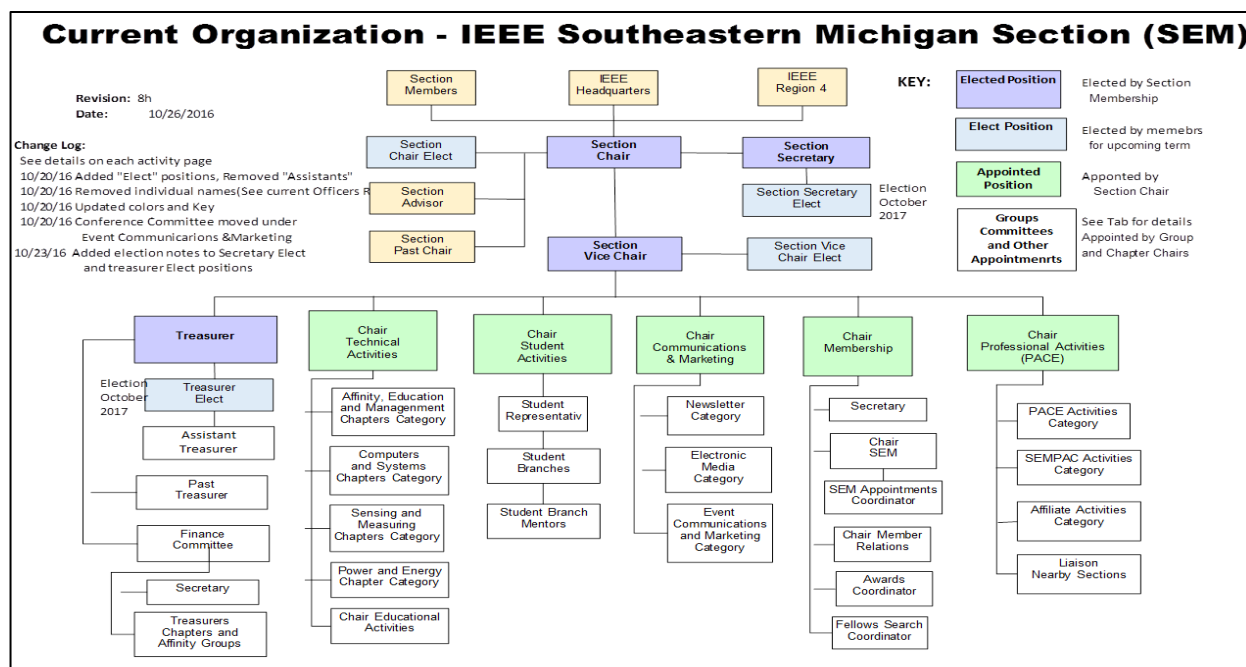 Current Organization - IEEE Southeastern Michigan Section (SEM)
Revision: 8h
Date: 10/26/2016
Change Log:
See details on each activity page
10/20/16 Added "Elect" positions, Removed "Assistants"
10/20/16 Removed individual names(See current Officers R
10/20/16 Updated colors and Key
10/20/16 Conference Committee moved under
Event Communicarions &Marketing
10/23/16 Added election notes to Secretary Elect
and treasurer Elect positions
Section
Members
IEEE
Headquarters
IEEE
Region 4
KEY:
Elected Position
Elected by Section
Membership
Elect Position
Elected by memebrs
for upcoming term
Appointed
Position
Apponted by
Section Chair
Groups
Committees
and Other
Appointmenrts
See Tab for details
Appointed by Group
and Chapter Chairs
Section
Chair Elect
Section
Chair
Section
Secretary
Section
Advisor
Section Secretary
Elect
Election
October
2017
Section
Past Chair
Section
Vice Chair
Section Vice
Chair Elect
Treasurer
Election
October
2017
Treasurer
Elect
Assistant
Treasurer
Past
Treasurer
Finance
Committee
Secretary
Treasurers
Chapters and
Affinity Groups
Chair
Technical
Activities
Affinity, Education
and Managenment
Chapters Category
Computers
and Systems
Chapters Category
Sensing and
Measuring
Chapters Category
Power and Energy
Chapter Category
Chair Educational
Activities
Chair
Student
Activities
Student
Representativ
Student
Branches
Student Branch
Mentors
Chair
Communications
& Marketing
Newsletter
Category
Electronic
Media
Category
Event
Communications
and Marketing
Category
Chair
Membership
Secretary
Chair
SEM
SEM Appointments
Coordinator
Chair Member
Relations
Awards
Coordinator
Fellows Search
Coordinator
Chair
Professional Activities
(PACE)
PACE Activities
Category
SEMPAC Activities
Category
Affiliate Activities
Category
Liaison
Nearby Sections